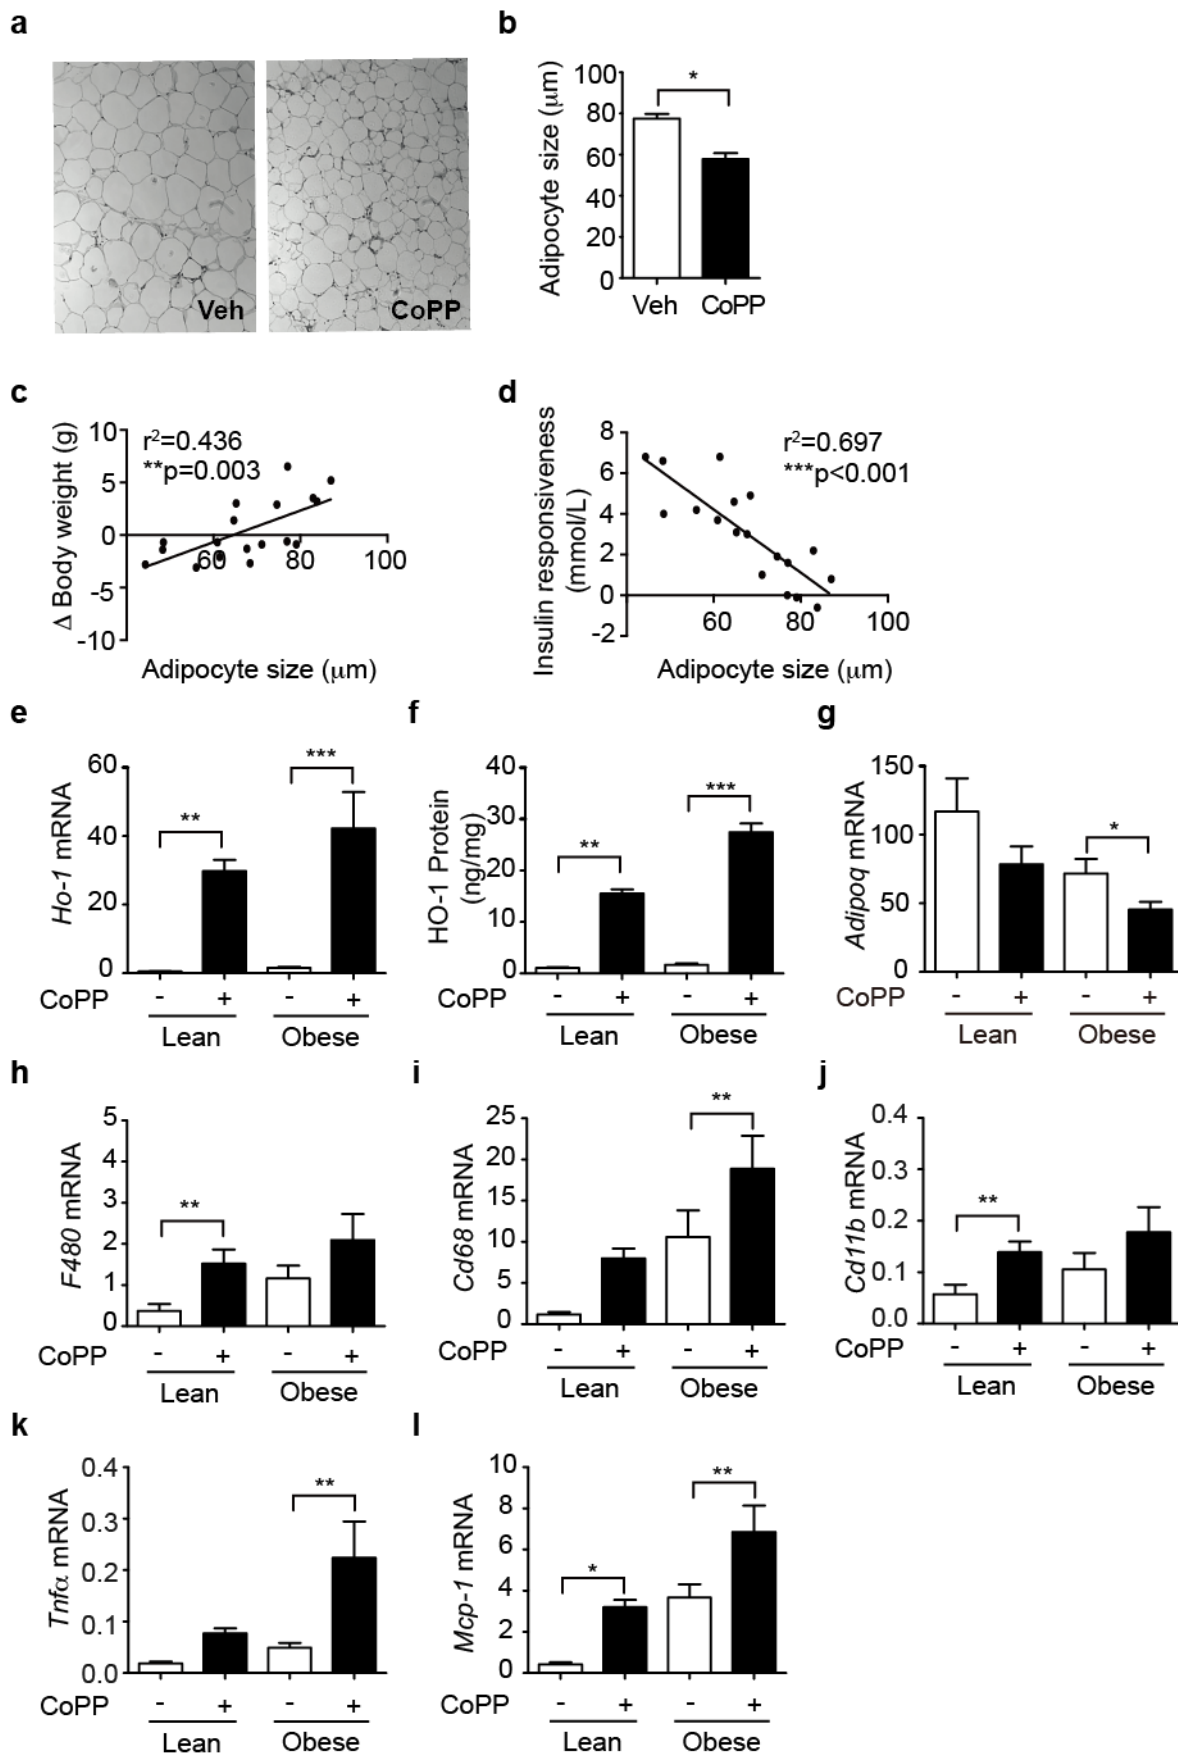 a
Veh
CoPP
b
Adipocyte size (μm)
100
80
60
40
20
0
*
Veh CoPP
c
Δ Body weight (g)
10
5
0
-5
-10
r²=0.436
**p=0.003
60 80 100
Adipocyte size (μm)
d
Insulin responsiveness
(mmol/L)
8
6
4
2
0
-2
r²=0.697
***p<0.001
60 80 100
Adipocyte size (μm)
e
Ho-1 mRNA
60
40
20
0
**
***
CoPP - + - +
Lean Obese
f
HO-1 Protein
(ng/mg)
40
30
20
10
0
**
***
- + - +
Lean Obese
g
Adipoq mRNA
150
100
50
0
*
CoPP - + - +
Lean Obese
h
F480 mRNA
5
4
3
2
1
0
**
CoPP - + - +
Lean Obese
i
Cd68 mRNA
25
20
15
10
5
0
**
CoPP - + - +
Lean Obese
j
Cd11b mRNA
0.4
0.3
0.2
0.1
0.0
**
CoPP - + - +
Lean Obese
k
Tnfα mRNA
0.4
0.3
0.2
0.1
0.0
**
CoPP - + - +
Lean Obese
l
Mcp-1 mRNA
10
8
6
4
2
0
*
**
CoPP - + - +
Lean Obese